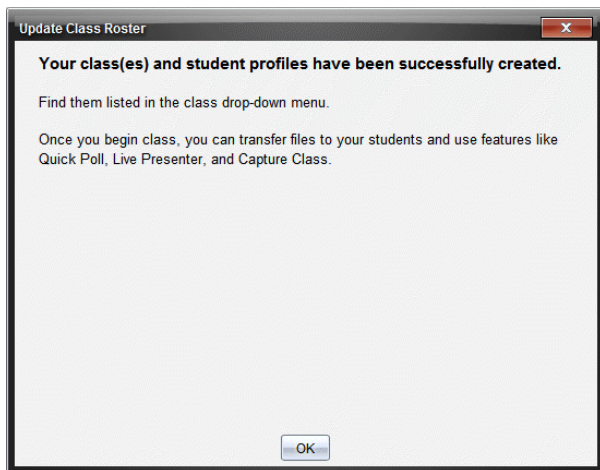 Update Class Roster
X
Your class(es) and student profiles have been successfully created.
Find them listed in the class drop-down menu.
Once you begin class, you can transfer files to your students and use features like
Quick Poll, Live Presenter, and Capture Class.
OK